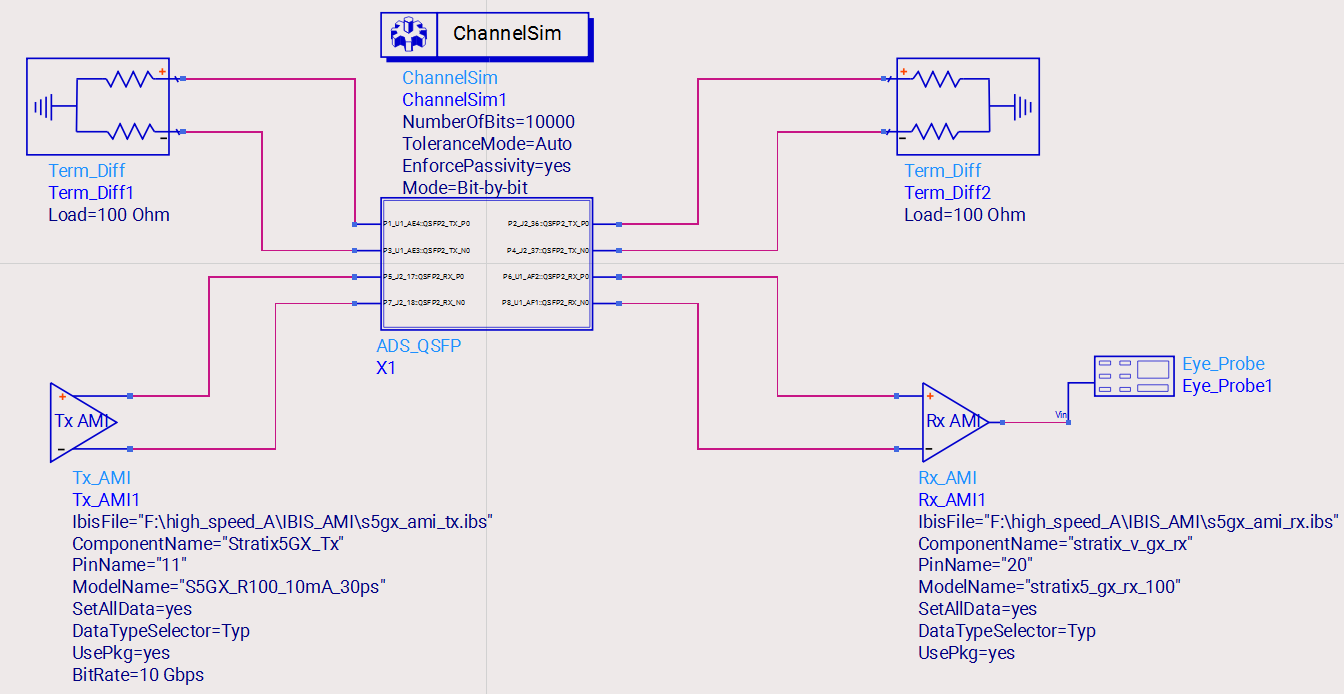 ChannelSim
ChannelSim
ChannelSim1
NumberOfBits=10000
ToleranceMode=Auto
EnforcePassivity=yes
Mode=Bit-by-bit
+
-
Term_Diff
Term_Diff1
Load=100 Ohm
+
-
Term_Diff
Term_Diff2
Load=100 Ohm
P1_U1_AE4:QSFP2_TX_P0
P2_J2_36::QSFP2_TX_P0
P3_U1_AE3:QSFP2_TX_N0
P4_J2_37::QSFP2_TX_N0
P5_J2_17:QSFP2_RX_P0
P6_U1_AF2::QSFP2_RX_P0
P7_J2_18:QSFP2_RX_N0
P8_U1_AF1:QSFP2_RX_N0
ADS_QSFP
X1
+
Tx AMI
-
Tx_AMI
Tx_AMI1
IbisFile="F:\high_speed_A\IBIS_AMI\s5gx_ami_tx.ibs"
ComponentName="Stratix5GX_Tx"
PinName="11"
ModelName="S5GX_R100_10mA_30ps"
SetAllData=yes
DataTypeSelector=Typ
UsePkg=yes
BitRate=10 Gbps
+
Rx AMI
-
Vin
Eye_Probe
Eye_Probe1
Rx_AMI
Rx_AMI1
IbisFile="F:\high_speed_A\IBIS_AMI\s5gx_ami_rx.ibs"
ComponentName="stratix_v_gx_rx"
PinName="20"
ModelName="stratix5_gx_rx_100"
SetAllData=yes
DataTypeSelector=Typ
UsePkg=yes